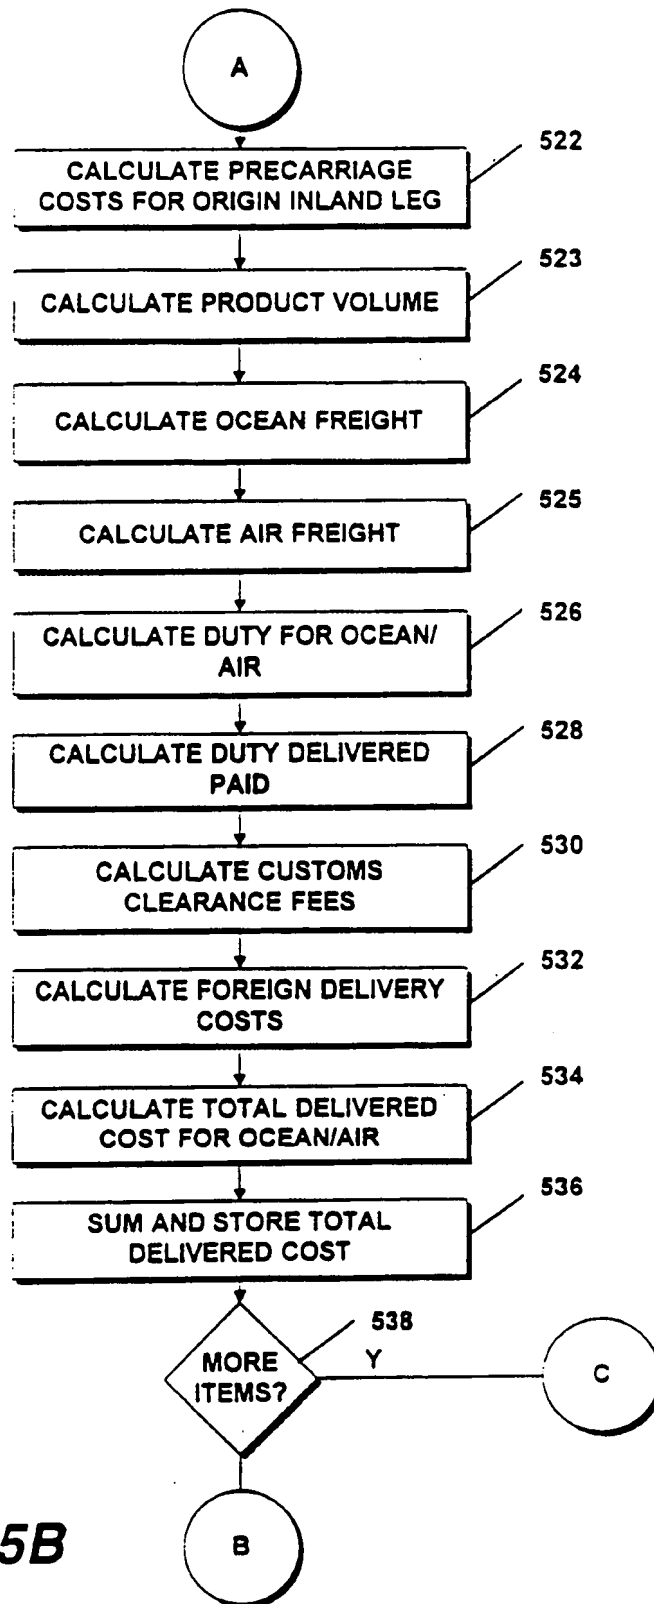 A
522
CALCULATE PRECARRIAGE
COSTS FOR ORIGIN INLAND LEG
523
CALCULATE PRODUCT VOLUME
524
CALCULATE OCEAN FREIGHT
525
CALCULATE AIR FREIGHT
526
CALCULATE DUTY FOR OCEAN/
AIR
528
CALCULATE DUTY DELIVERED
PAID
530
CALCULATE CUSTOMS
CLEARANCE FEES
532
CALCULATE FOREIGN DELIVERY
COSTS
534
CALCULATE TOTAL DELIVERED
COST FOR OCEAN/AIR
536
SUM AND STORE TOTAL
DELIVERED COST
538
MORE
ITEMS?
Y
C
5B
B